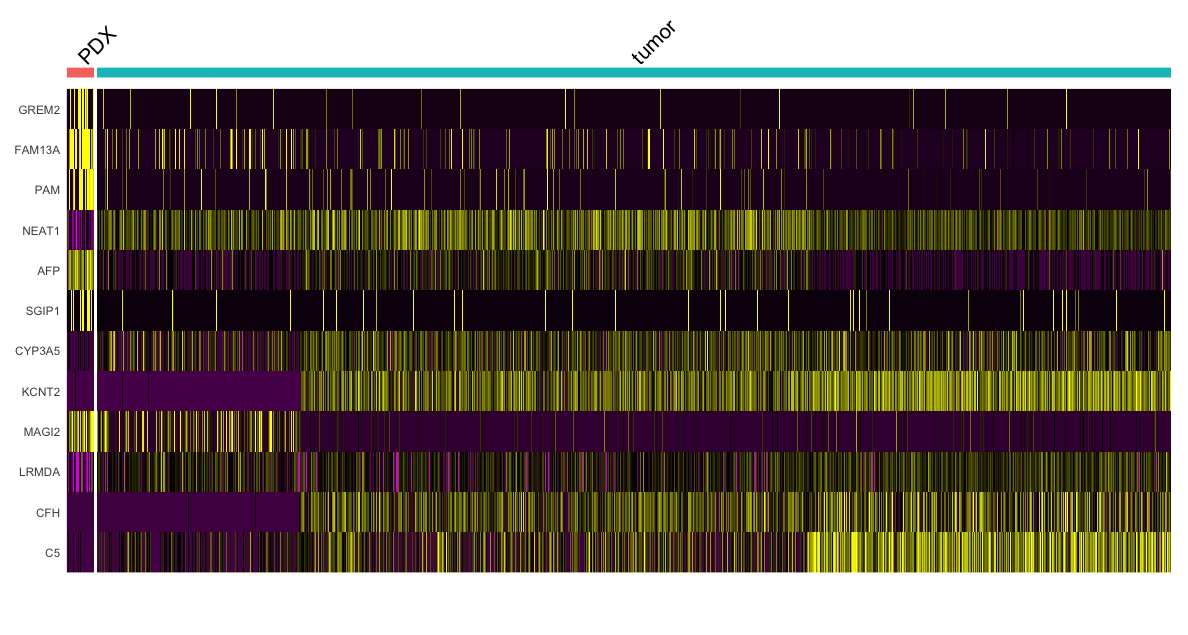 PDX
tumor
GREM2
FAM13A
PAM
NEAT1
AFP
SGIP1
CYP3A5
KCNT2
MAGI2
LRMDA
CFH
C5